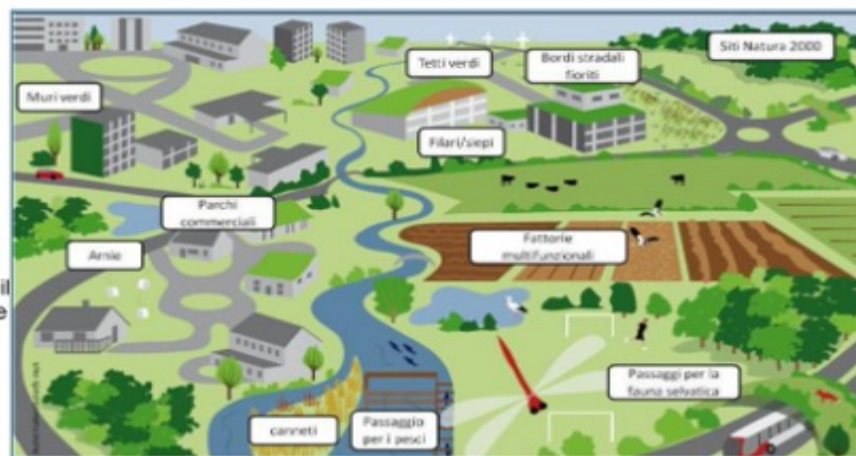 Siti Natura 2000
Tetti verdi
Bordi stradali
fioriti
Muri verdi
Filari/siepi
Parchi
commerciali
Fattorie
multifunzionali
Arnie
il
e
Passaggi per la
fauna selvatica
canneti
Passaggio
per i pesci